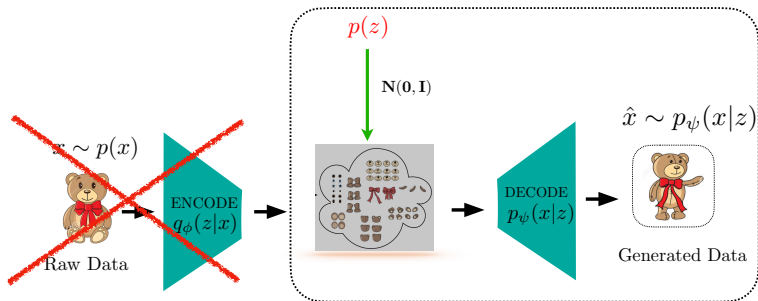 p(z)
N(0, I)
x ∼ p(x)
x̂ ∼ p_ψ(x|z)
ENCODE
q_ϕ(z|x)
DECODE
p_ψ(x|z)
Raw Data
Generated Data